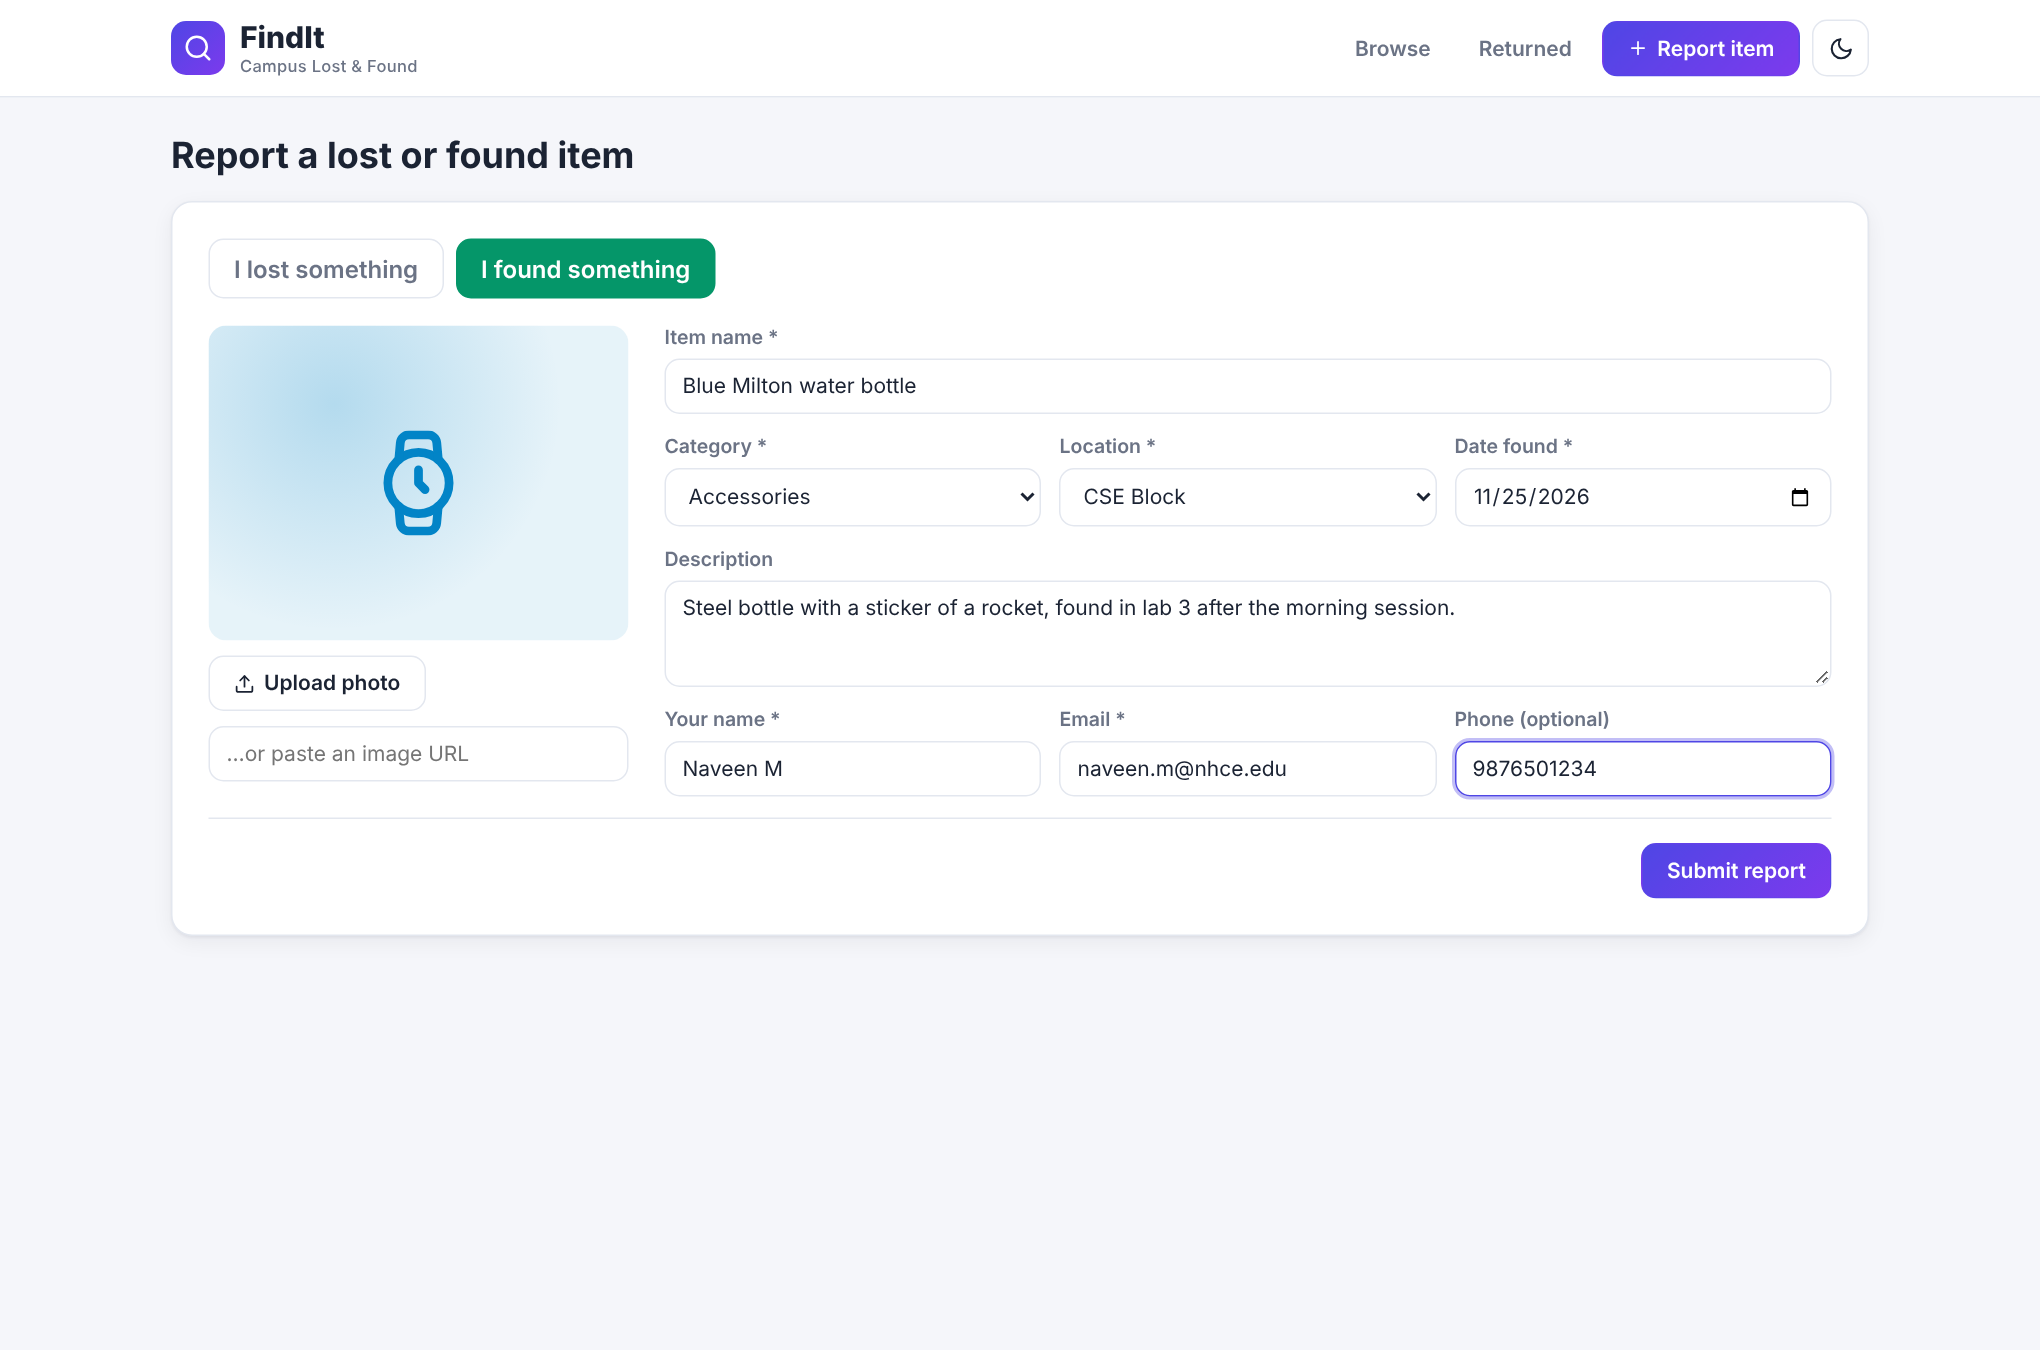 FindIt
Campus Lost & Found
Browse
Returned
+ Report item
Report a lost or found item
I lost something
I found something
Item name *
Blue Milton water bottle
Category *
Location *
Date found *
Accessories
CSE Block
11/25/2026
Description
Steel bottle with a sticker of a rocket, found in lab 3 after the morning session.
Upload photo
...or paste an image URL
Your name *
Email *
Phone (optional)
Naveen M
naveen.m@nhce.edu
9876501234
Submit report